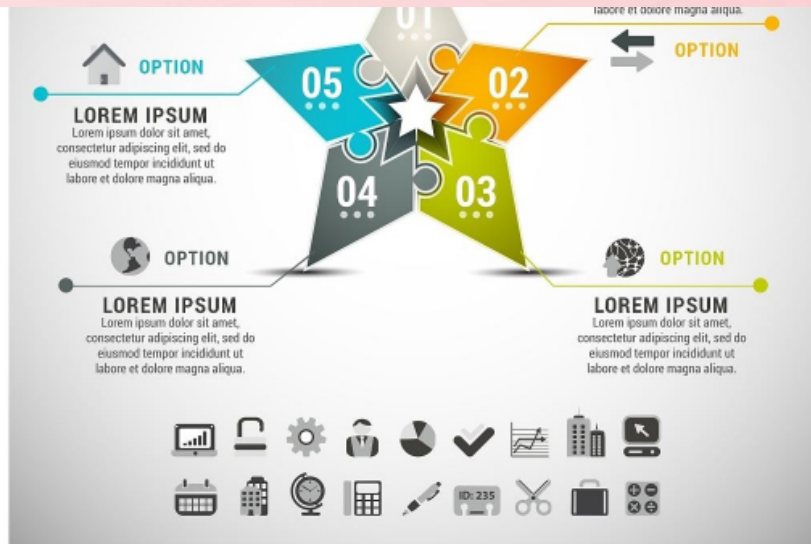 labore et dolore magna aliqua.
01
OPTION
05
02
OPTION
LOREM IPSUM
Lorem ipsum dolor sit amet,
consectetur adipiscing elit, sed do
eiusmod tempor incididunt ut
labore et dolore magna aliqua.
04
03
OPTION
OPTION
LOREM IPSUM
Lorem ipsum dolor sit amet,
consectetur adipiscing elit, sed do
eiusmod tempor incididunt ut
labore et dolore magna aliqua.
LOREM IPSUM
Lorem ipsum dolor sit amet,
consectetur adipiscing elit, sed do
eiusmod tempor incididunt ut
labore et dolore magna aliqua.
ID: 235